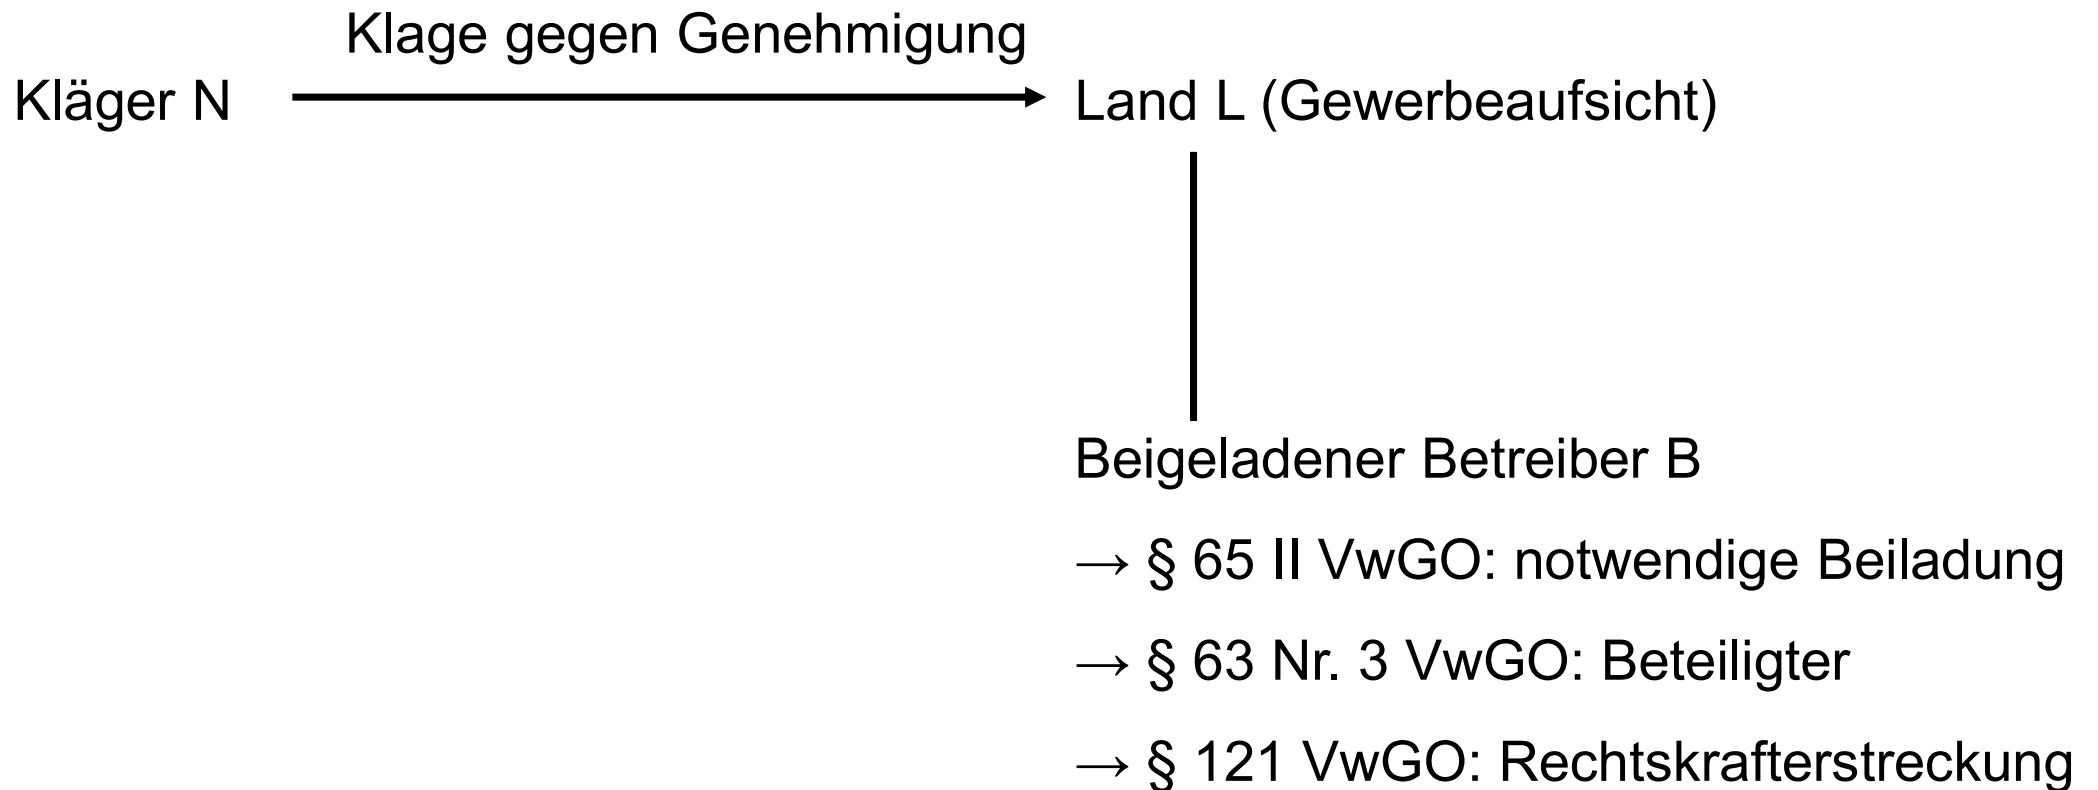 Klage gegen Genehmigung
Kläger N
Land L (Gewerbeaufsicht)
Beigeladener Betreiber B
→ § 65 II VwGO: notwendige Beiladung
→ § 63 Nr. 3 VwGO: Beteiligter
→ § 121 VwGO: Rechtskrafterstreckung